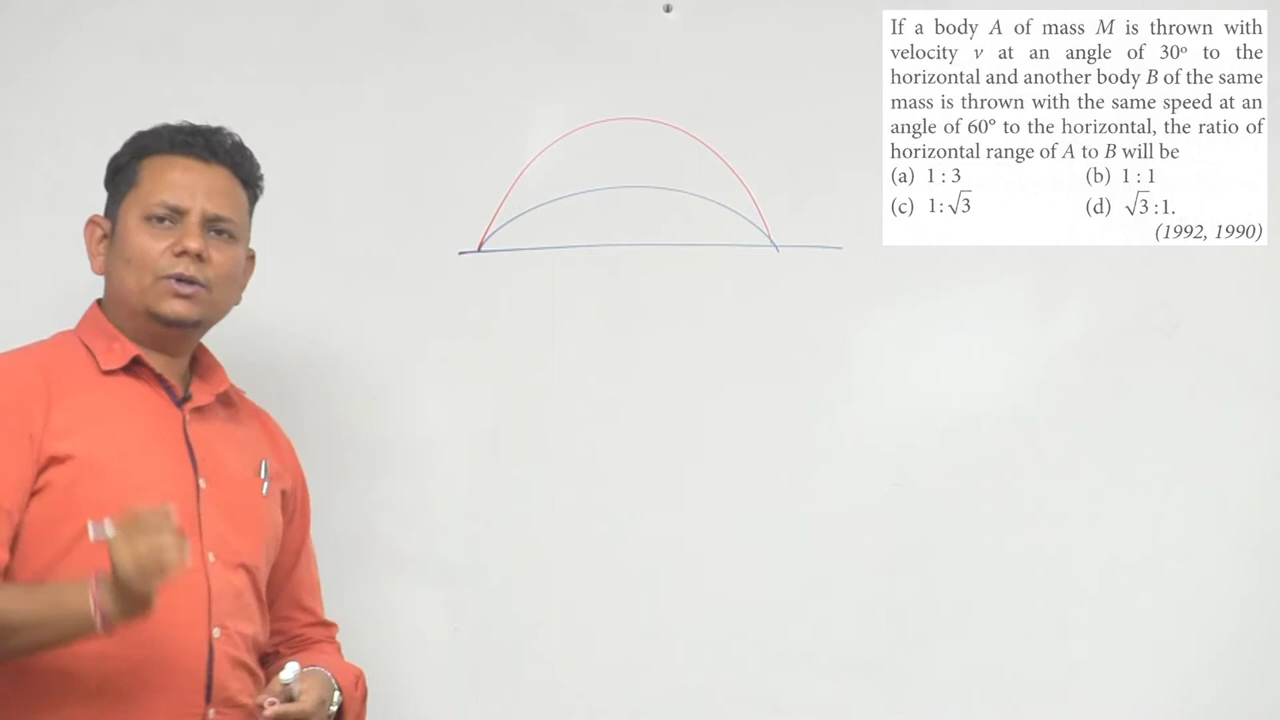 If a body A of mass M is thrown with
velocity v at an angle of 30º to the
horizontal and another body B of the same
mass is thrown with the same speed at an
angle of 60° to the horizontal, the ratio of
horizontal range of A to B will be
(a) 1 : 3 (b) 1 : 1
(c) 1:√3 (d) √3:1.
(1992, 1990)